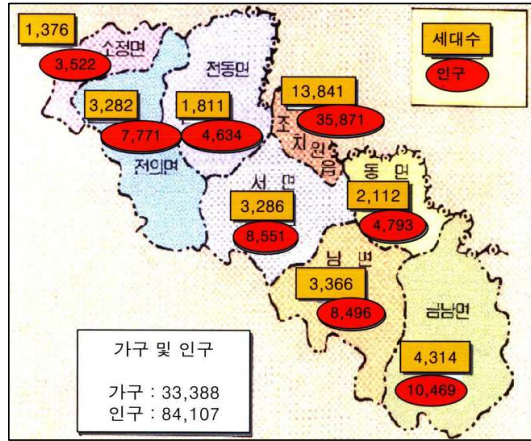 1,376
소정면
3,522
세대수
인구
전동면
3,282
1,811
13,841
7,771
4,634
35,871
조치원읍
전의면
서 면
동 면
3,286
2,112
8,551
4,793
남 면
3,366
8,496
금남면
4,314
10,469
가구 및 인구
가구 : 33,388
인구 : 84,107